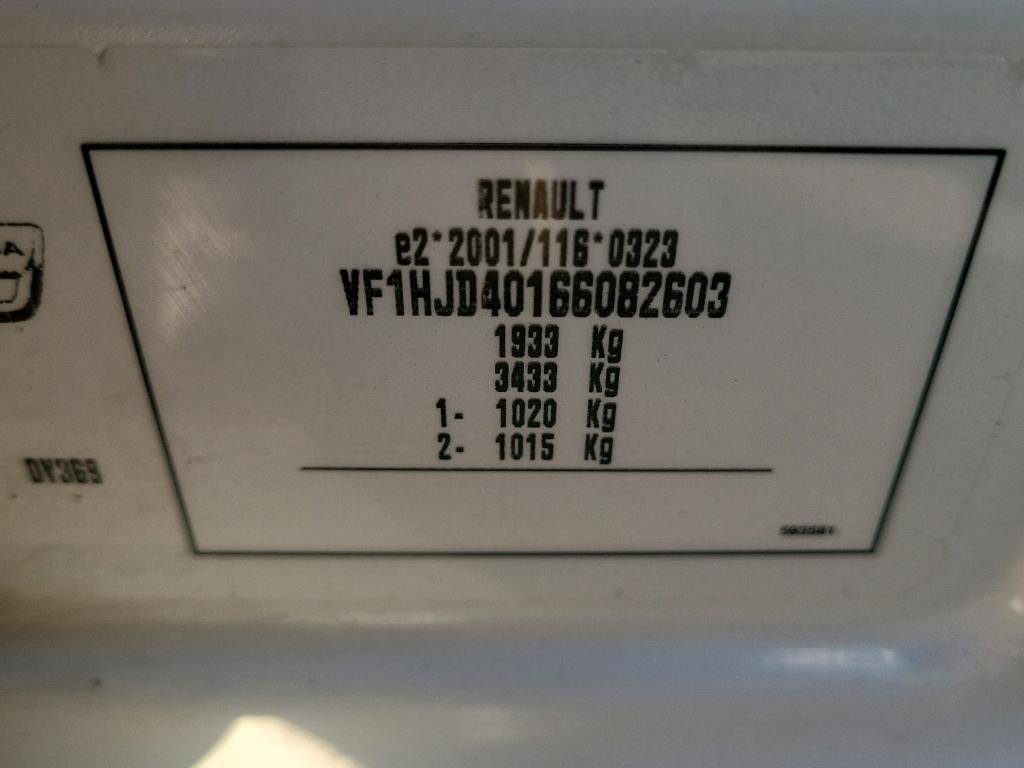 RENAULT
e2*2001/116*0323
VF1HJD40166082603
1933 Kg
3433 Kg
1- 1020 Kg
2- 1015 Kg
DV369